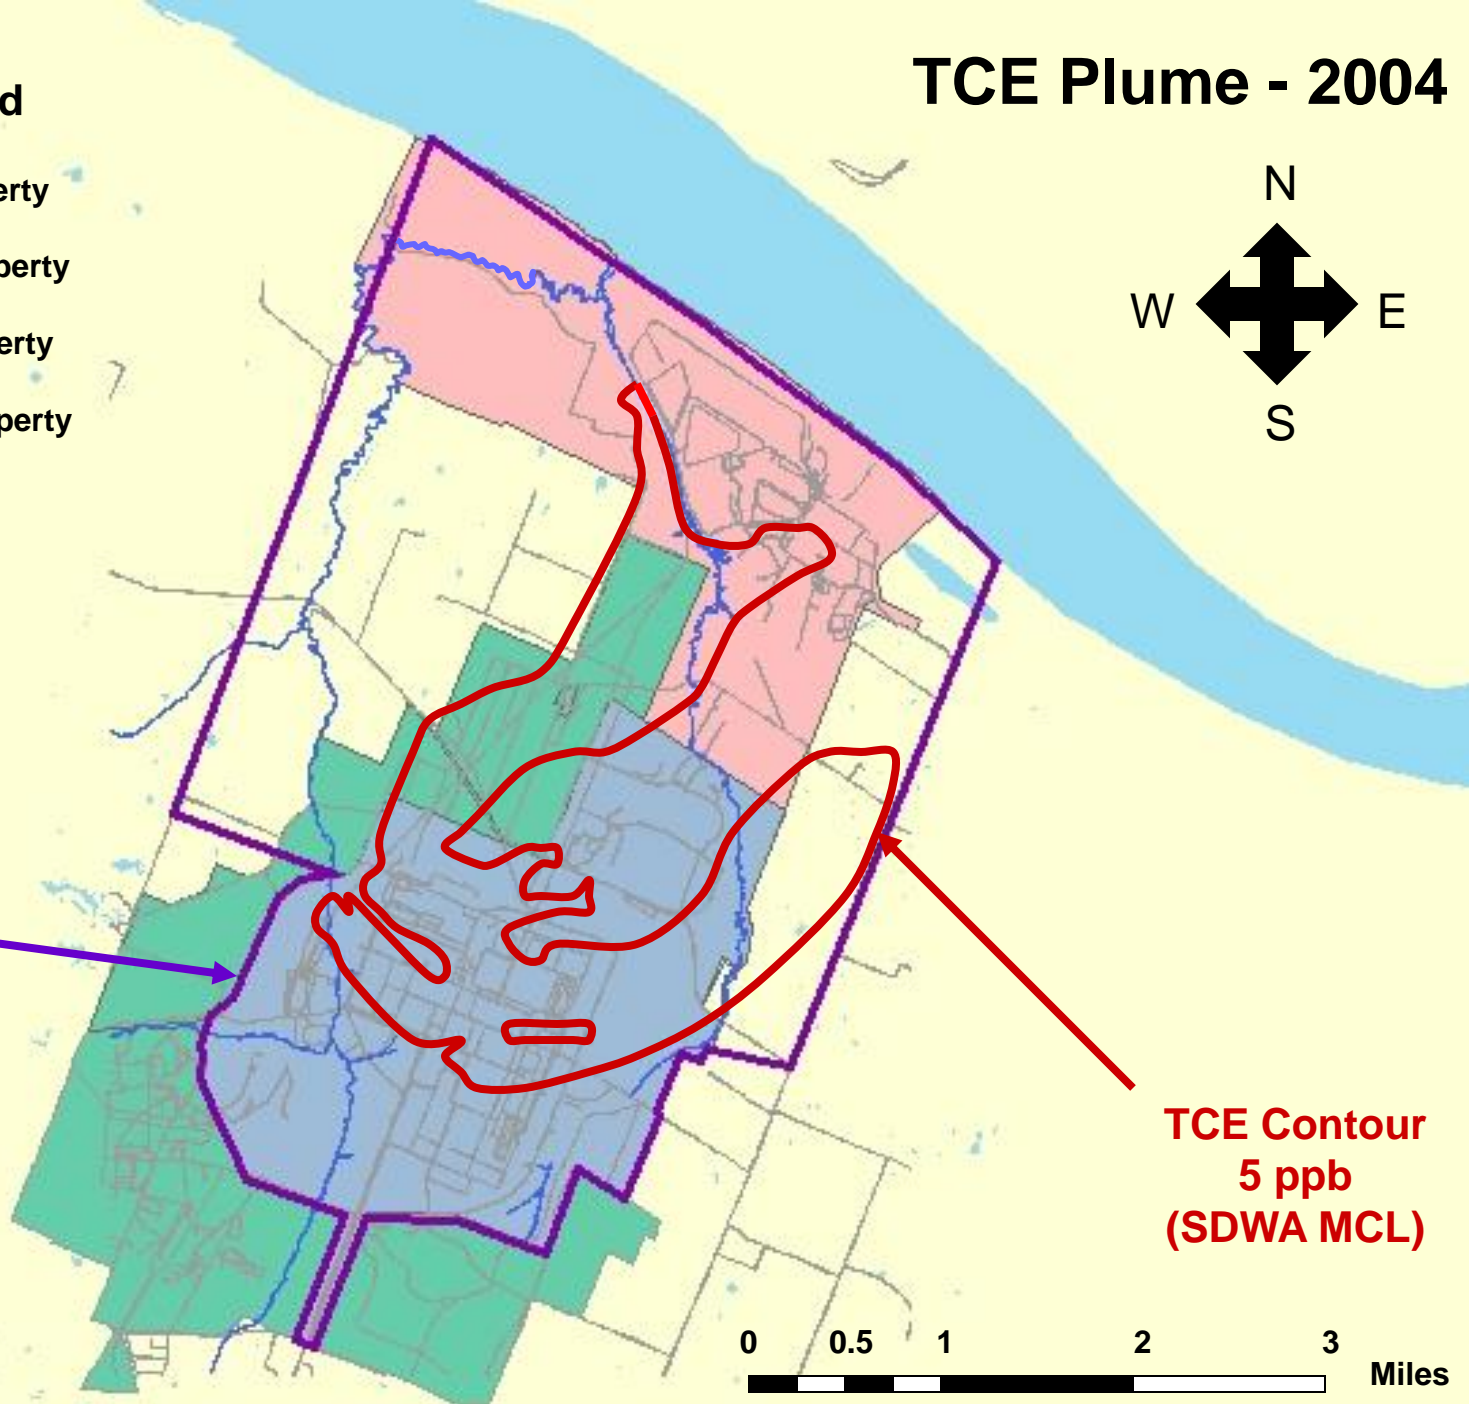 TCE Plume - 2004
d
erty
perty
erty
perty
N
W
E
S
TCE Contour
5 ppb
(SDWA MCL)
0 0.5 1 2 3
Miles